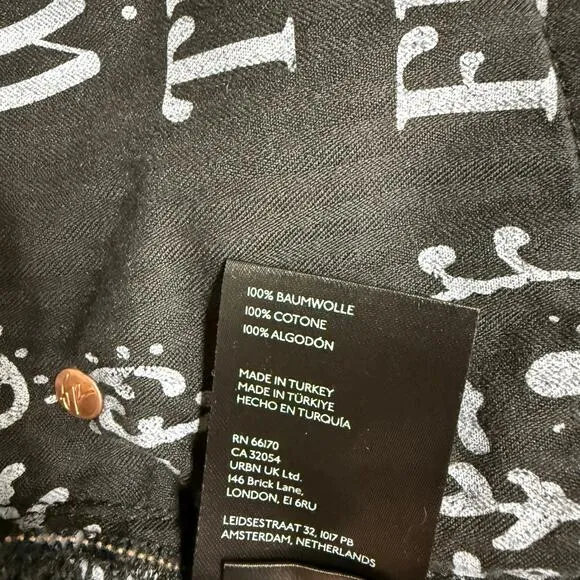 T
F
100% BAUMWOLLE
100% COTONE
100% ALGODÓN
MADE IN TURKEY
MADE IN TÜRKIYE
HECHO EN TURQUÍA
RN 66170
CA 32054
URBN UK Ltd.
146 Brick Lane,
LONDON, E1 6RU
LEIDSESTRAAT 32, 1017 PB
AMSTERDAM, NETHERLANDS